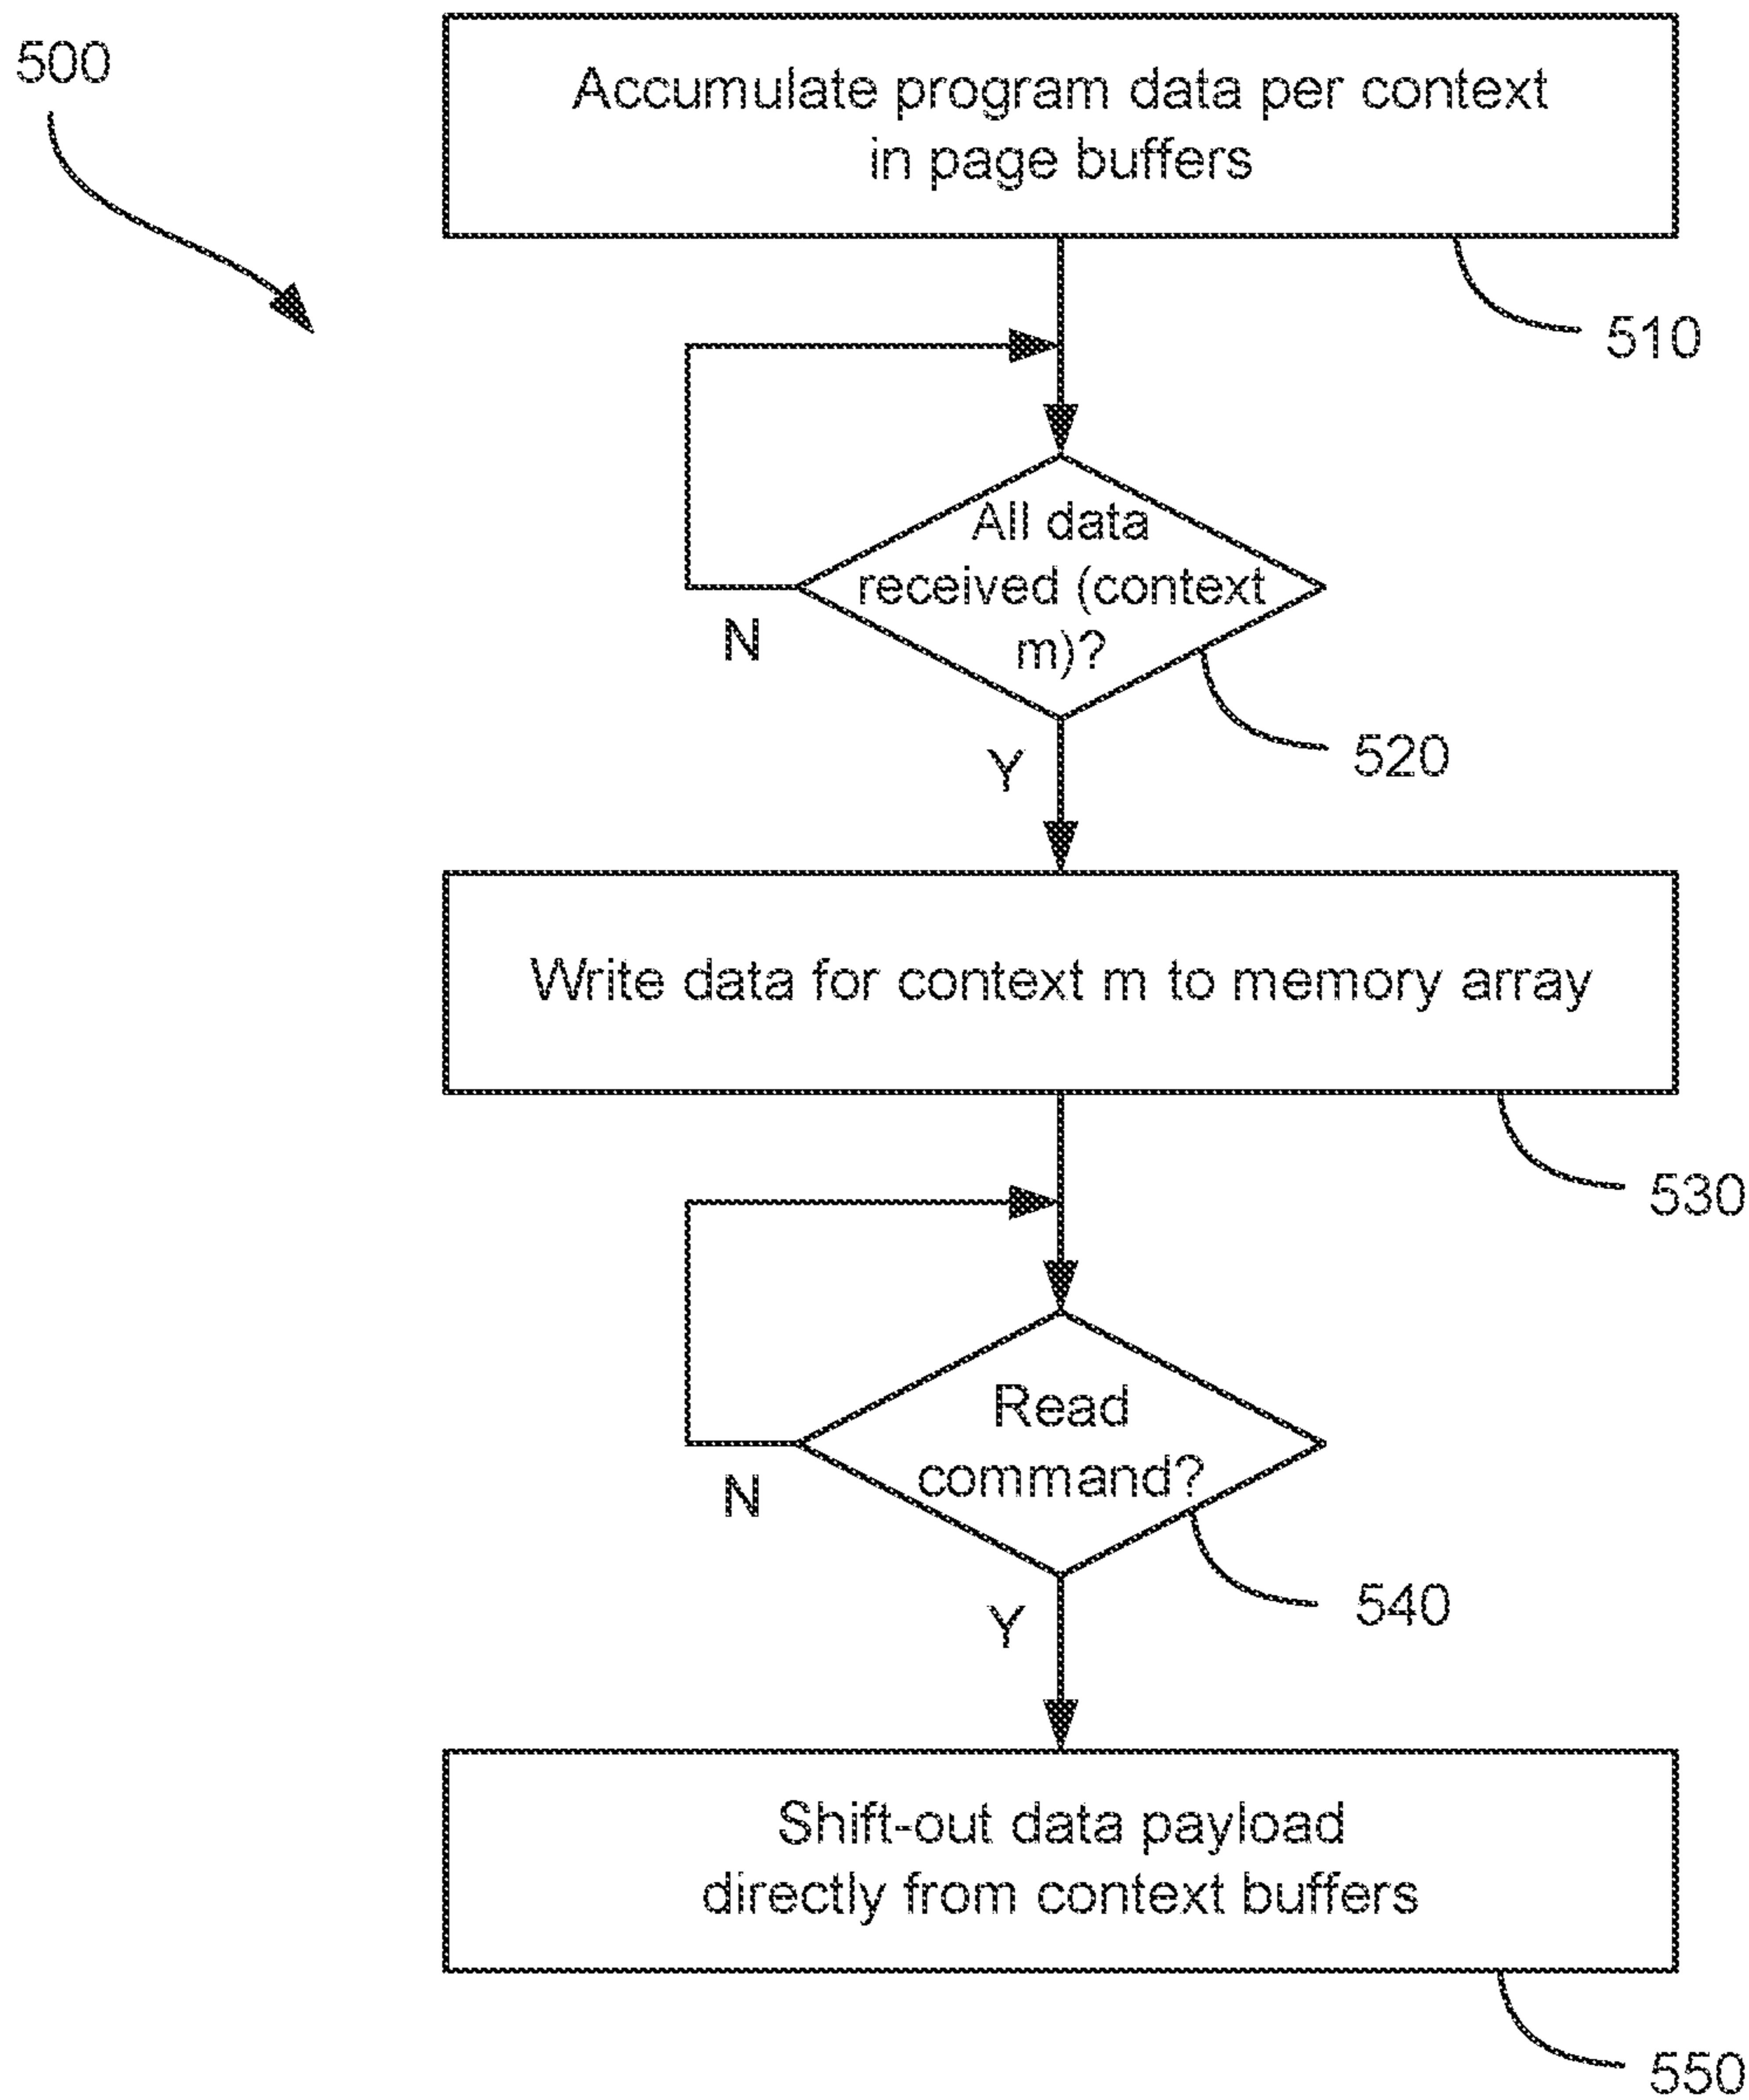 500
Accumulate program data per context
in page buffers
510
All data
received (context
m)?
N
520
Y
Write data for context m to memory array
530
Read
command?
N
540
Y
Shift-out data payload
directly from context buffers
550